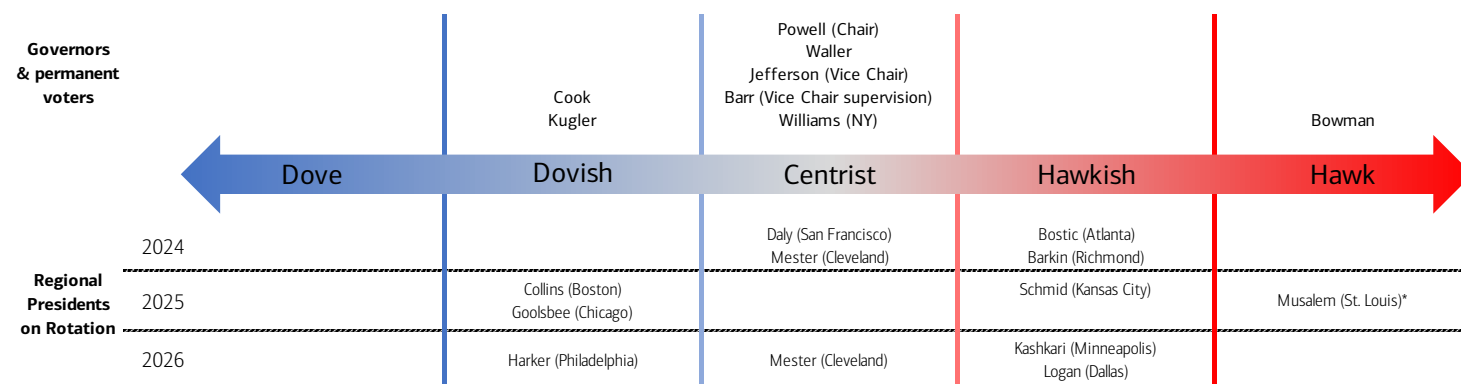 Governors
& permanent
voters
Cook
Kugler
Powell (Chair)
Waller
Jefferson (Vice Chair)
Barr (Vice Chair supervision)
Williams (NY)
Bowman
Dove
Dovish
Centrist
Hawkish
Hawk
Regional
Presidents
on Rotation
2024
Daly (San Francisco)
Mester (Cleveland)
Bostic (Atlanta)
Barkin (Richmond)
2025
Collins (Boston)
Goolsbee (Chicago)
Schmid (Kansas City)
Musalem (St. Louis)*
2026
Harker (Philadelphia)
Mester (Cleveland)
Kashkari (Minneapolis)
Logan (Dallas)